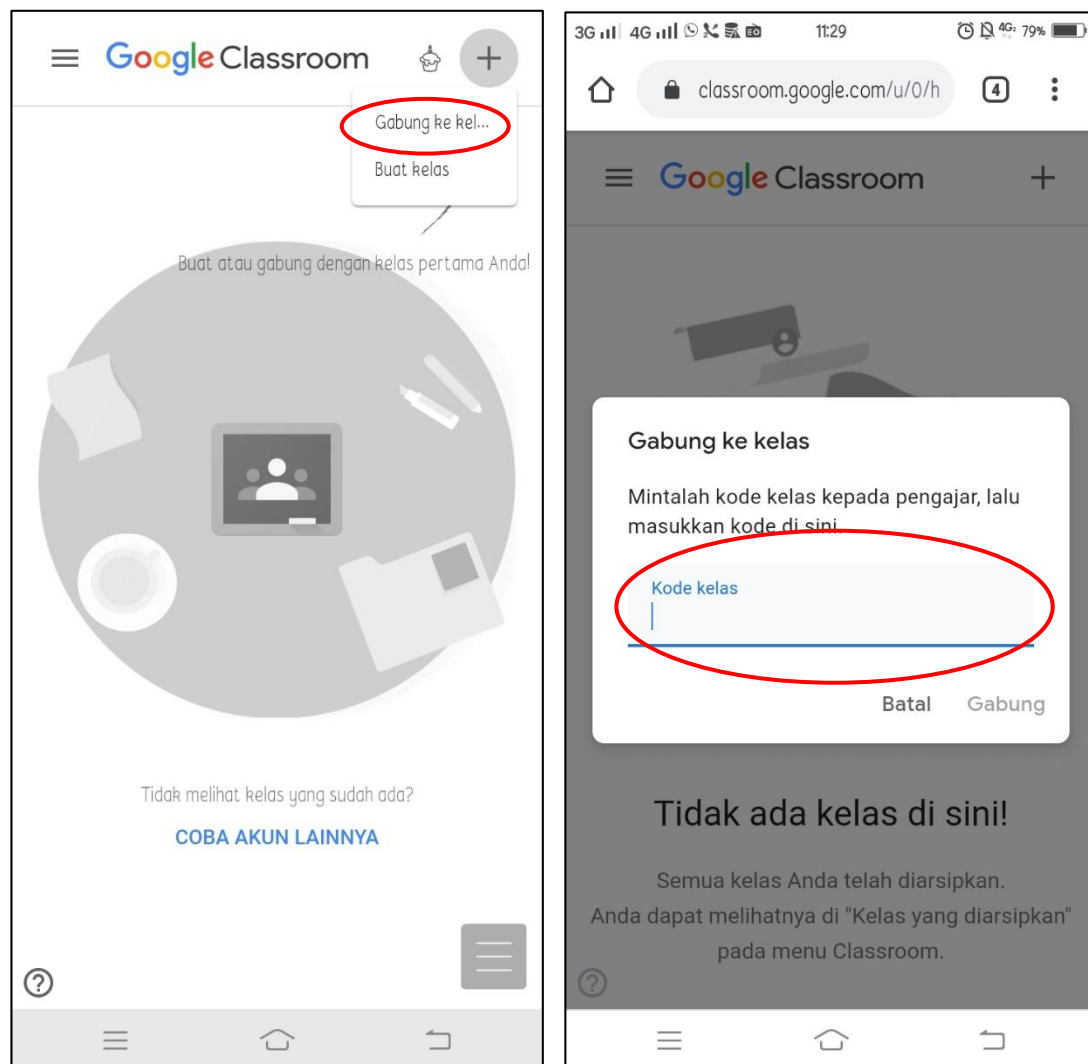 Google Classroom
Gabung ke kel...
Buat kelas
Buat atau gabung dengan kelas pertama Anda!
Tidak melihat kelas yang sudah ada?
COBA AKUN LAINNYA
?
3G 4G 11:29 4G 79%
classroom.google.com/u/0/h 4
Google Classroom
Gabung ke kelas
Mintalah kode kelas kepada pengajar, lalu
masukkan kode di sini.
Kode kelas
Batal Gabung
Tidak ada kelas di sini!
Semua kelas Anda telah diarsipkan.
Anda dapat melihatnya di "Kelas yang diarsipkan"
pada menu Classroom.
?